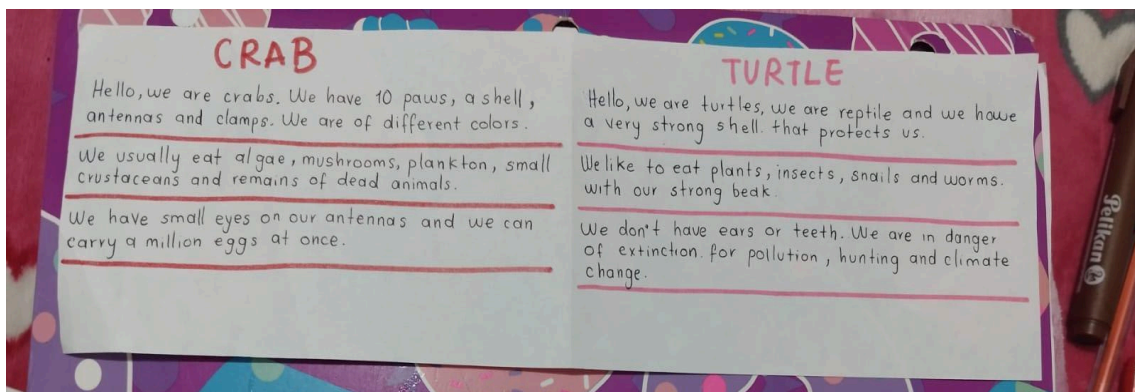 CRAB
Hello, we are crabs. We have 10 paws, a shell,
antennas and clamps. We are of different colors.
We usually eat algae, mushrooms, plankton, small
crustaceans and remains of dead animals.
We have small eyes on our antennas and we can
carry a million eggs at once.
TURTLE
Hello, we are turtles, we are reptile and we have
a very strong shell. that protects us.
We like to eat plants, insects, snails and worms.
with our strong beak.
We don't have ears or teeth. We are in danger
of extinction. for pollution, hunting and climate
change.
Pelikan